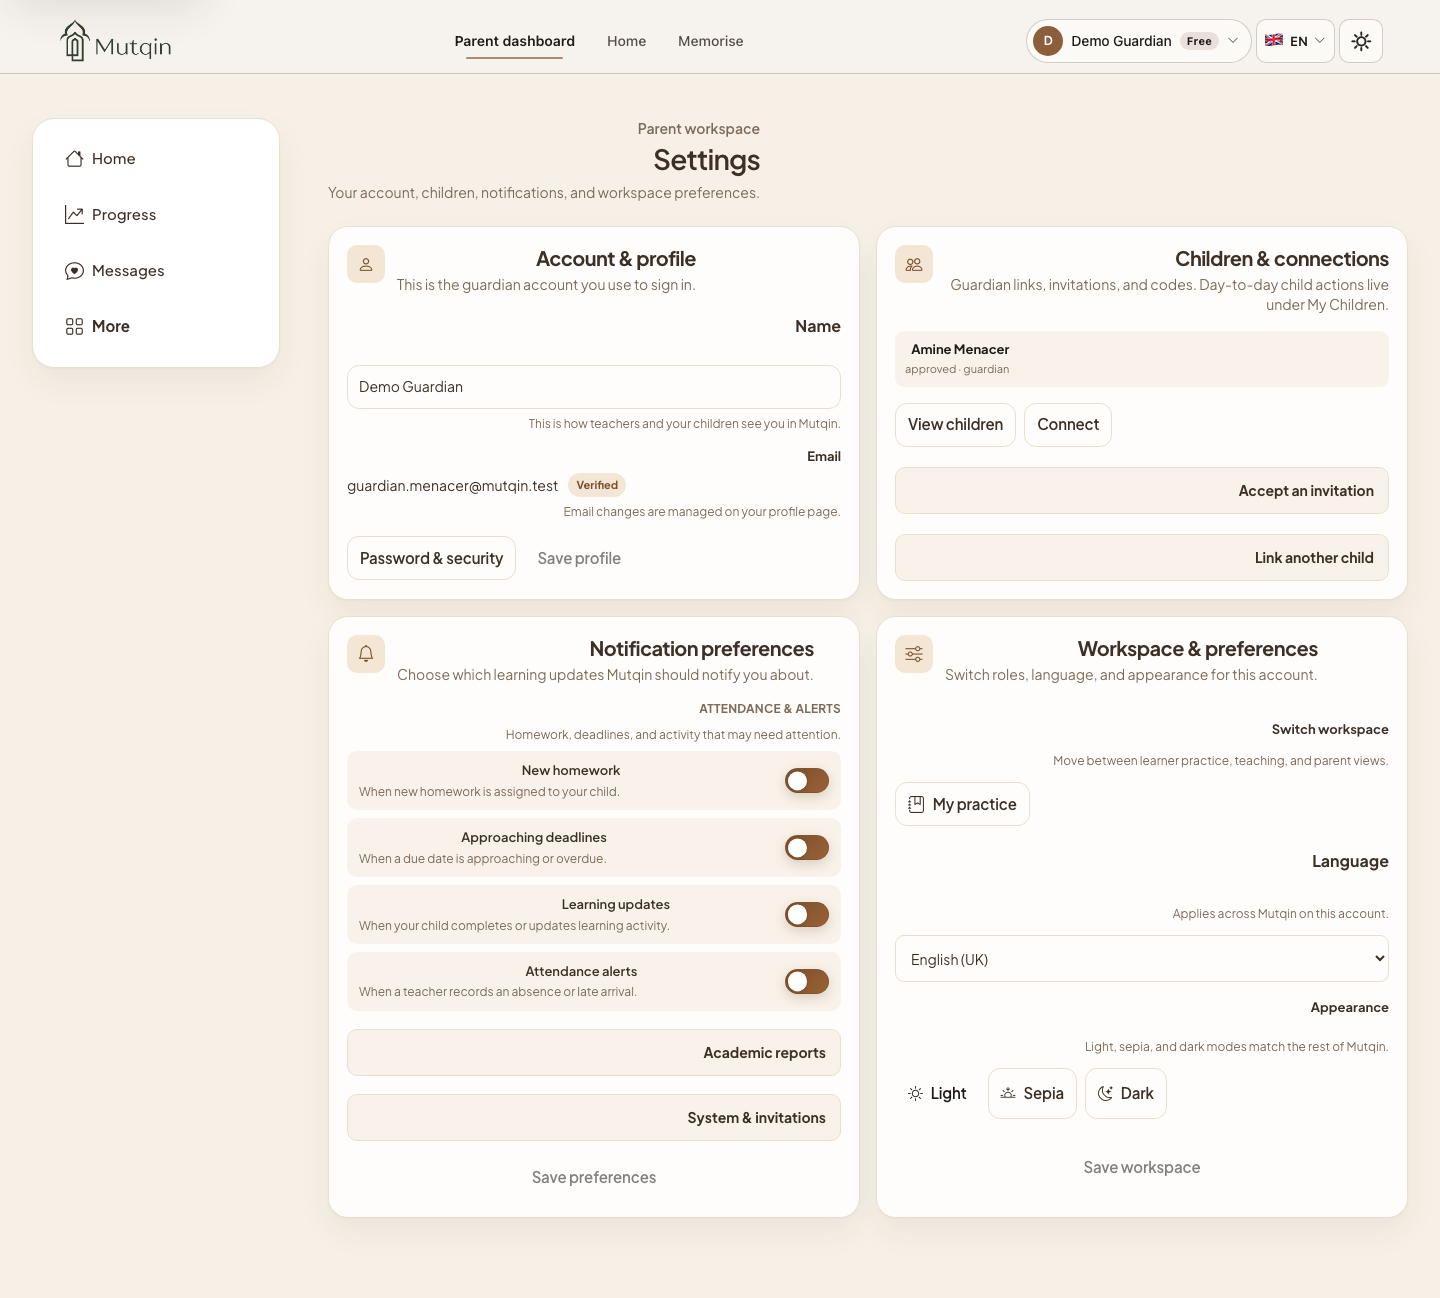 Mutqin
Parent dashboard
Home
Memorise
D
Demo Guardian
Free
EN
Home
Progress
Messages
More
Parent workspace
Settings
Your account, children, notifications, and workspace preferences.
Account & profile
This is the guardian account you use to sign in.
Name
Demo Guardian
This is how teachers and your children see you in Mutqin.
Email
guardian.menacer@mutqin.test
Verified
Email changes are managed on your profile page.
Password & security
Save profile
Children & connections
Guardian links, invitations, and codes. Day-to-day child actions live
under My Children.
Amine Menacer
approved · guardian
View children
Connect
Accept an invitation
Link another child
Notification preferences
Choose which learning updates Mutqin should notify you about.
ATTENDANCE & ALERTS
Homework, deadlines, and activity that may need attention.
New homework
When new homework is assigned to your child.
Approaching deadlines
When a due date is approaching or overdue.
Learning updates
When your child completes or updates learning activity.
Attendance alerts
When a teacher records an absence or late arrival.
Academic reports
System & invitations
Save preferences
Workspace & preferences
Switch roles, language, and appearance for this account.
Switch workspace
Move between learner practice, teaching, and parent views.
My practice
Language
Applies across Mutqin on this account.
English (UK)
Appearance
Light, sepia, and dark modes match the rest of Mutqin.
Light
Sepia
Dark
Save workspace